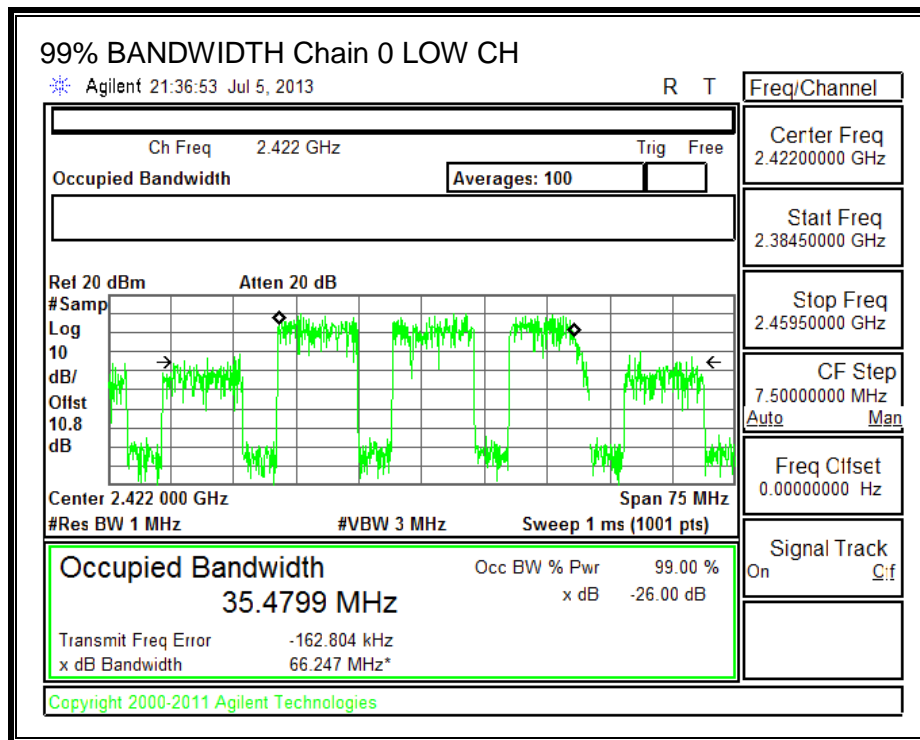 99% BANDWIDTH Chain 0 LOW CH
Agilent 21:36:53 Jul 5, 2013 R T
Freq/Channel
Ch Freq 2.422 GHz Trig Free
Occupied Bandwidth Averages: 100
Center Freq
2.42200000 GHz
Start Freq
2.38450000 GHz
Stop Freq
2.45950000 GHz
CF Step
7.50000000 MHz
Auto Man
Freq Offset
0.00000000 Hz
Signal Track
On Off
Ref 20 dBm Atten 20 dB
#Samp
Log
10
dB/
Offst
10.8
dB
Center 2.422 000 GHz Span 75 MHz
#Res BW 1 MHz #VBW 3 MHz Sweep 1 ms (1001 pts)
Occupied Bandwidth
35.4799 MHz
Occ BW % Pwr 99.00 %
x dB -26.00 dB
Transmit Freq Error -162.804 kHz
x dB Bandwidth 66.247 MHz*
Copyright 2000-2011 Agilent Technologies